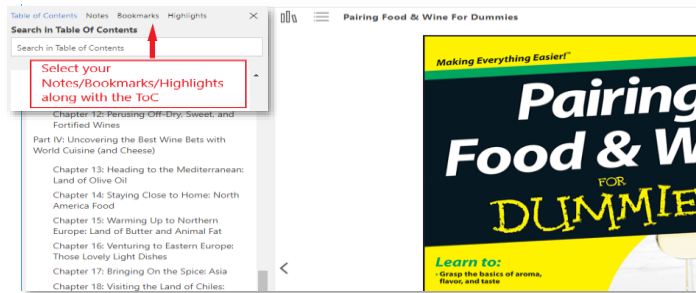 Table of Contents Notes Bookmarks Highlights
Search in Table Of Contents
Search in Table of Contents
Select your
Notes/Bookmarks/Highlights
along with the ToC
Chapter 12: Perusing Off-Dry, Sweet, and
Fortified Wines
Part IV: Uncovering the Best Wine Bets with
World Cuisine (and Cheese)
Chapter 13: Heading to the Mediterranean:
Land of Olive Oil
Chapter 14: Staying Close to Home: North
America Food
Chapter 15: Warming Up to Northern
Europe: Land of Butter and Animal Fat
Chapter 16: Venturing to Eastern Europe:
Those Lovely Light Dishes
Chapter 17: Bringing On the Spice: Asia
Chapter 18: Visiting the Land of Chiles:
Pairing Food & Wine For Dummies
Making Everything Easier!™
Pairing
Food & W
FOR
DUMMIE
Learn to:
• Grasp the basics of aroma,
flavor, and taste